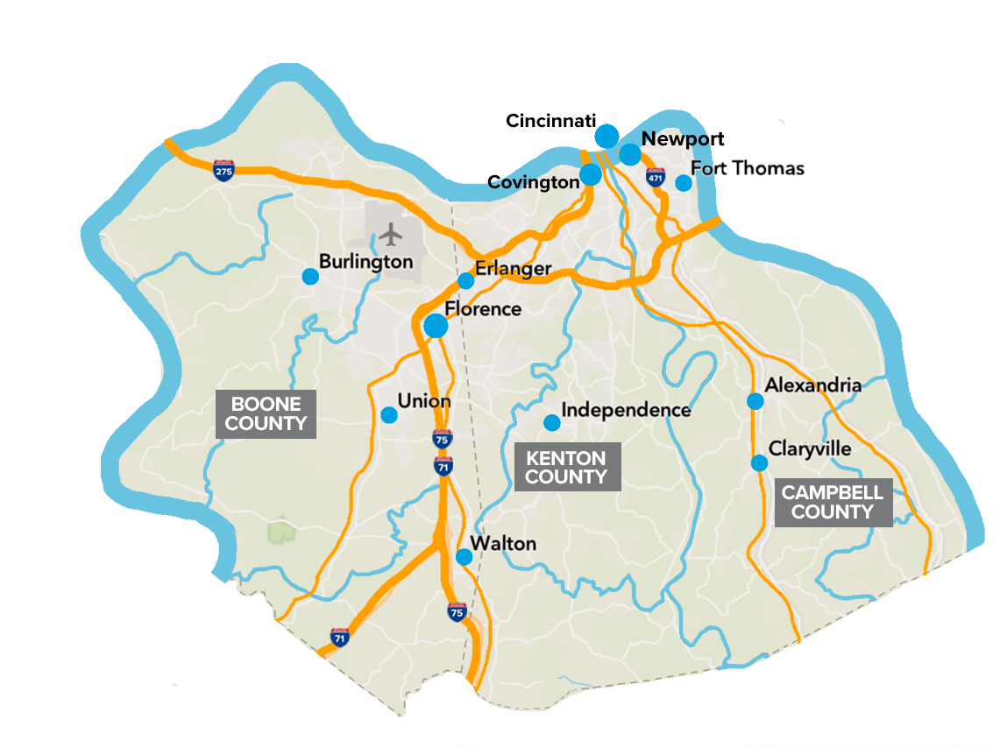 Cincinnati
Newport
Fort Thomas
275
471
Covington
Burlington
Erlanger
Florence
Alexandria
BOONE
COUNTY
Union
Independence
75
71
KENTON
COUNTY
Claryville
CAMPBELL
COUNTY
Walton
75
71